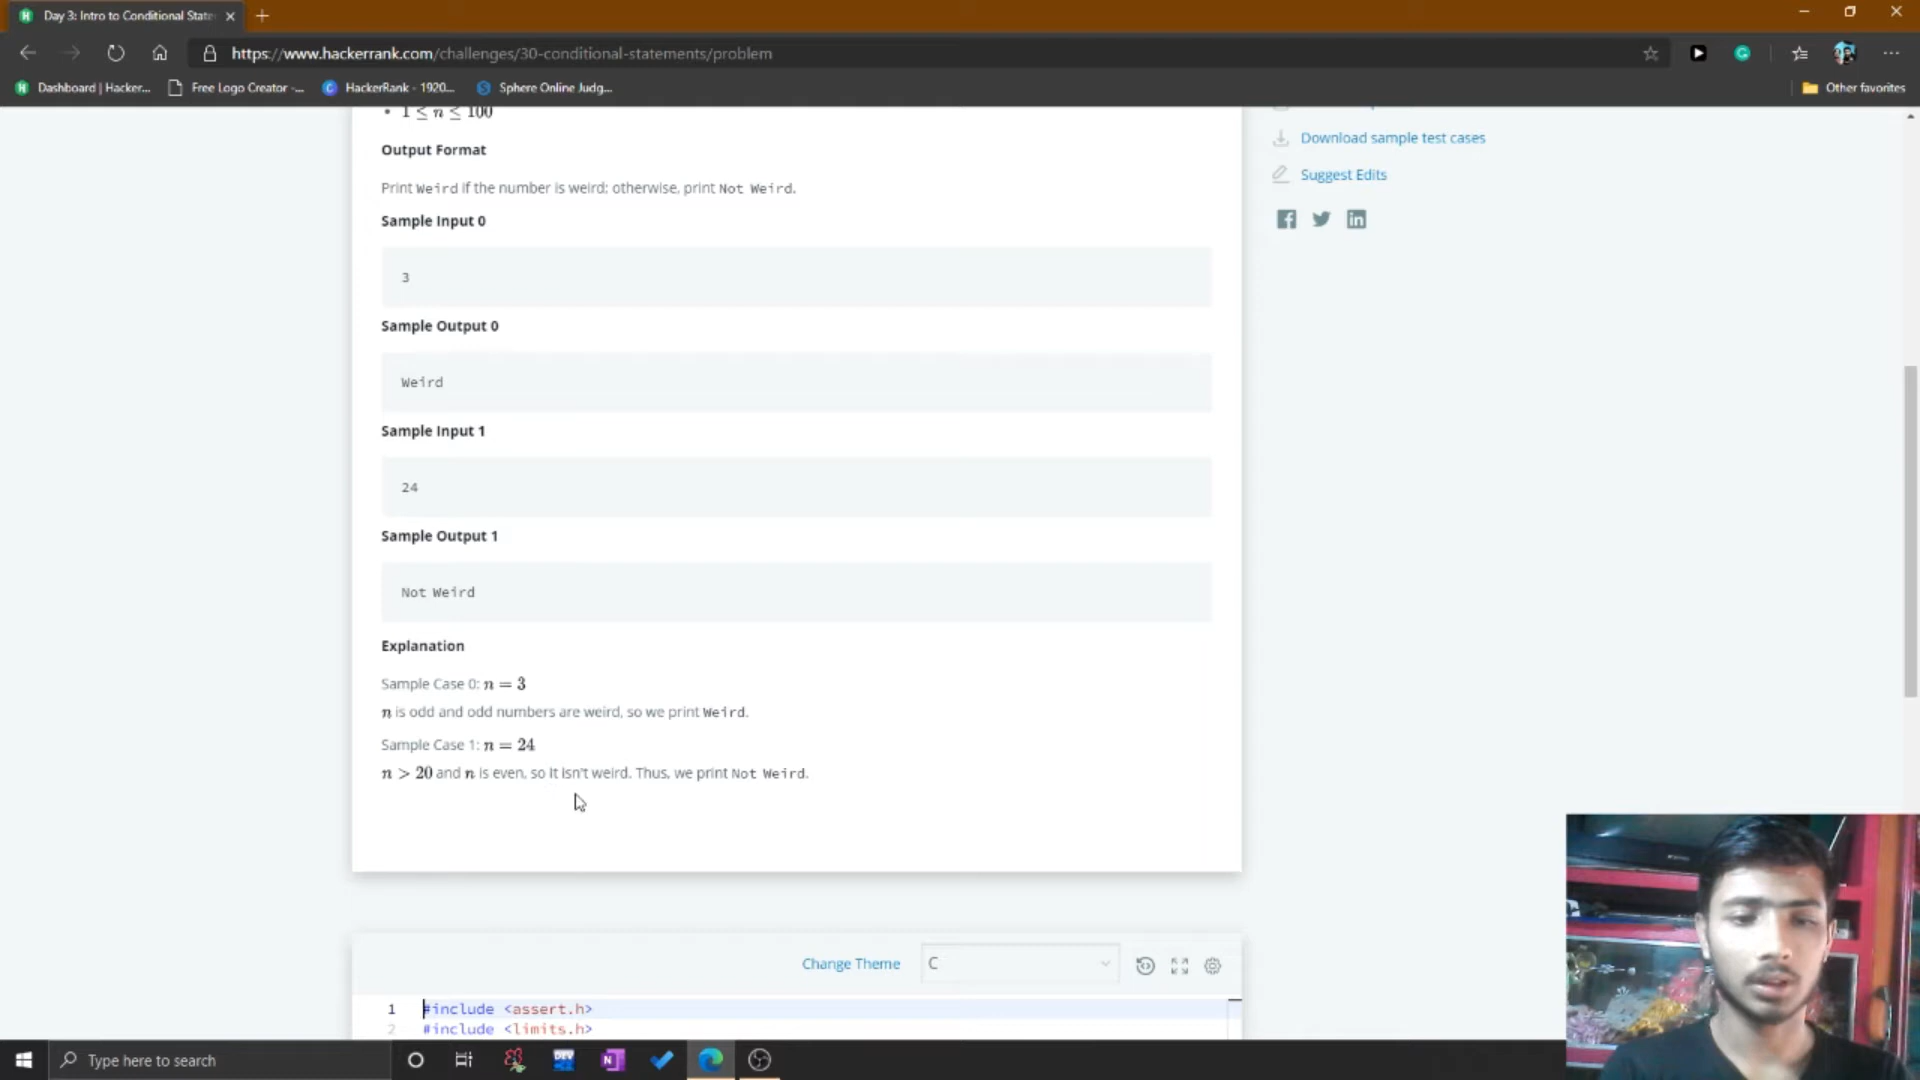 Day 3: Intro to Conditional State
https://www.hackerrank.com/challenges/30-conditional-statements/problem
Dashboard | Hacker... Free Logo Creator -... HackerRank - 1920... Sphere Online Judg... Other favorites
• 1 ≤ n ≤ 100
Output Format
Print Weird if the number is weird; otherwise, print Not Weird.
Sample Input 0
3
Sample Output 0
Weird
Sample Input 1
24
Sample Output 1
Not Weird
Explanation
Sample Case 0: n = 3
n is odd and odd numbers are weird, so we print Weird.
Sample Case 1: n = 24
n > 20 and n is even, so it isn't weird. Thus, we print Not Weird.
Download sample test cases
Suggest Edits
Change Theme C
1 #include <assert.h>
2 #include <limits.h>
Type here to search
DEV
N